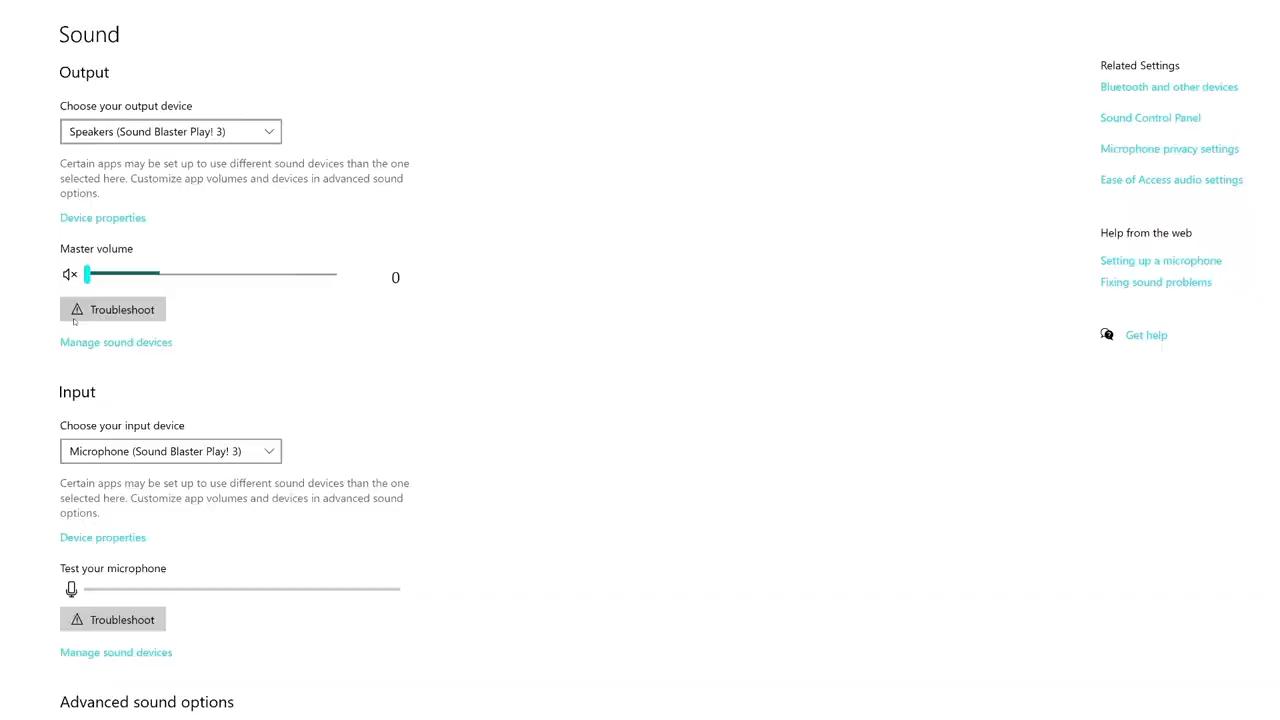 Sound
Output
Choose your output device
Speakers (Sound Blaster Play! 3)
Certain apps may be set up to use different sound devices than the one
selected here. Customize app volumes and devices in advanced sound
options.
Device properties
Master volume
0
Troubleshoot
Manage sound devices
Input
Choose your input device
Microphone (Sound Blaster Play! 3)
Certain apps may be set up to use different sound devices than the one
selected here. Customize app volumes and devices in advanced sound
options.
Device properties
Test your microphone
Troubleshoot
Manage sound devices
Advanced sound options
Related Settings
Bluetooth and other devices
Sound Control Panel
Microphone privacy settings
Ease of Access audio settings
Help from the web
Setting up a microphone
Fixing sound problems
Get help